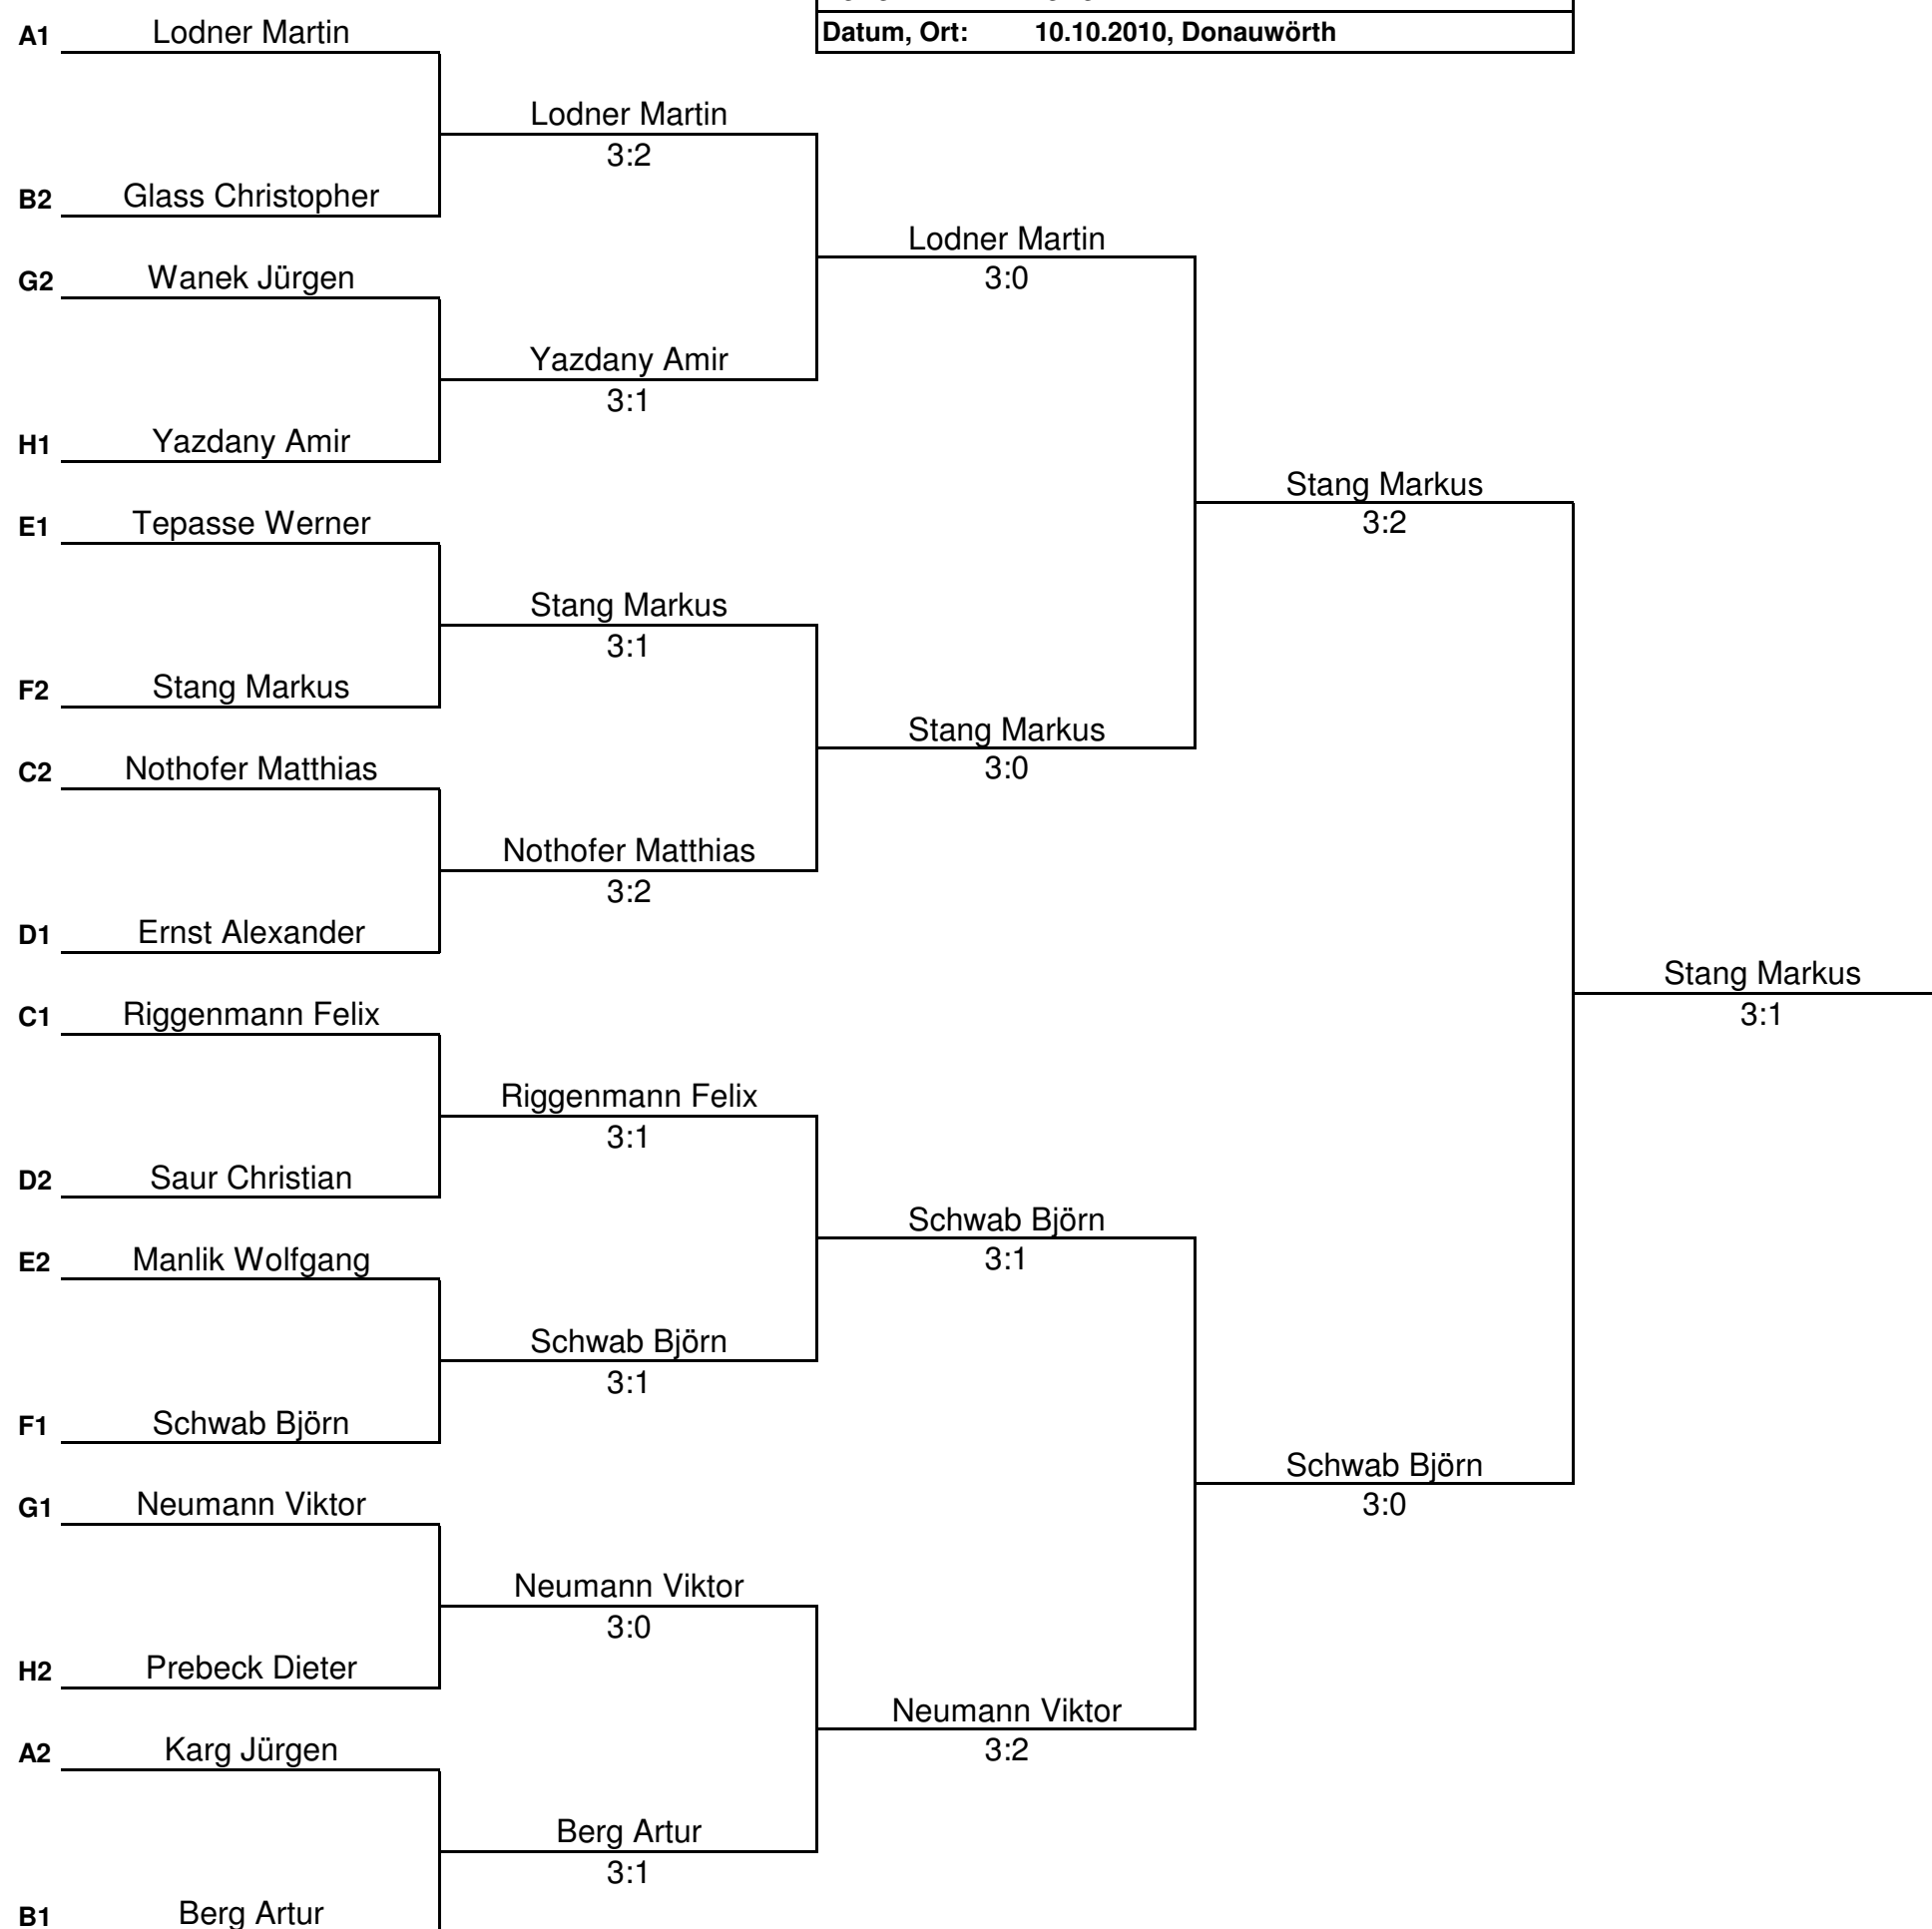 Datum, Ort: 10.10.2010, Donauwörth
A1 Lodner Martin
Lodner Martin
3:2
B2 Glass Christopher
Lodner Martin
3:0
G2 Wanek Jürgen
Yazdany Amir
3:1
H1 Yazdany Amir
Stang Markus
3:2
E1 Tepasse Werner
Stang Markus
3:1
F2 Stang Markus
Stang Markus
3:0
C2 Nothofer Matthias
Nothofer Matthias
3:2
D1 Ernst Alexander
Stang Markus
3:1
C1 Riggenmann Felix
Riggenmann Felix
3:1
D2 Saur Christian
Schwab Björn
3:1
E2 Manlik Wolfgang
Schwab Björn
3:1
F1 Schwab Björn
Schwab Björn
3:0
G1 Neumann Viktor
Neumann Viktor
3:0
H2 Prebeck Dieter
Neumann Viktor
3:2
A2 Karg Jürgen
Berg Artur
3:1
B1 Berg Artur